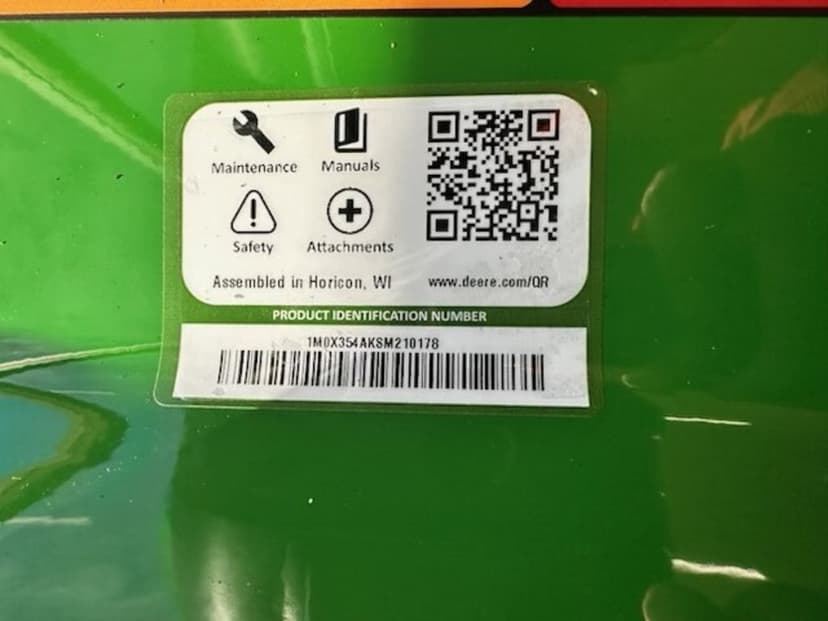 Maintenance Manuals
Safety Attachments
Assembled in Horicon, WI www.deere.com/QR
PRODUCT IDENTIFICATION NUMBER
1M0X354AKSM210178